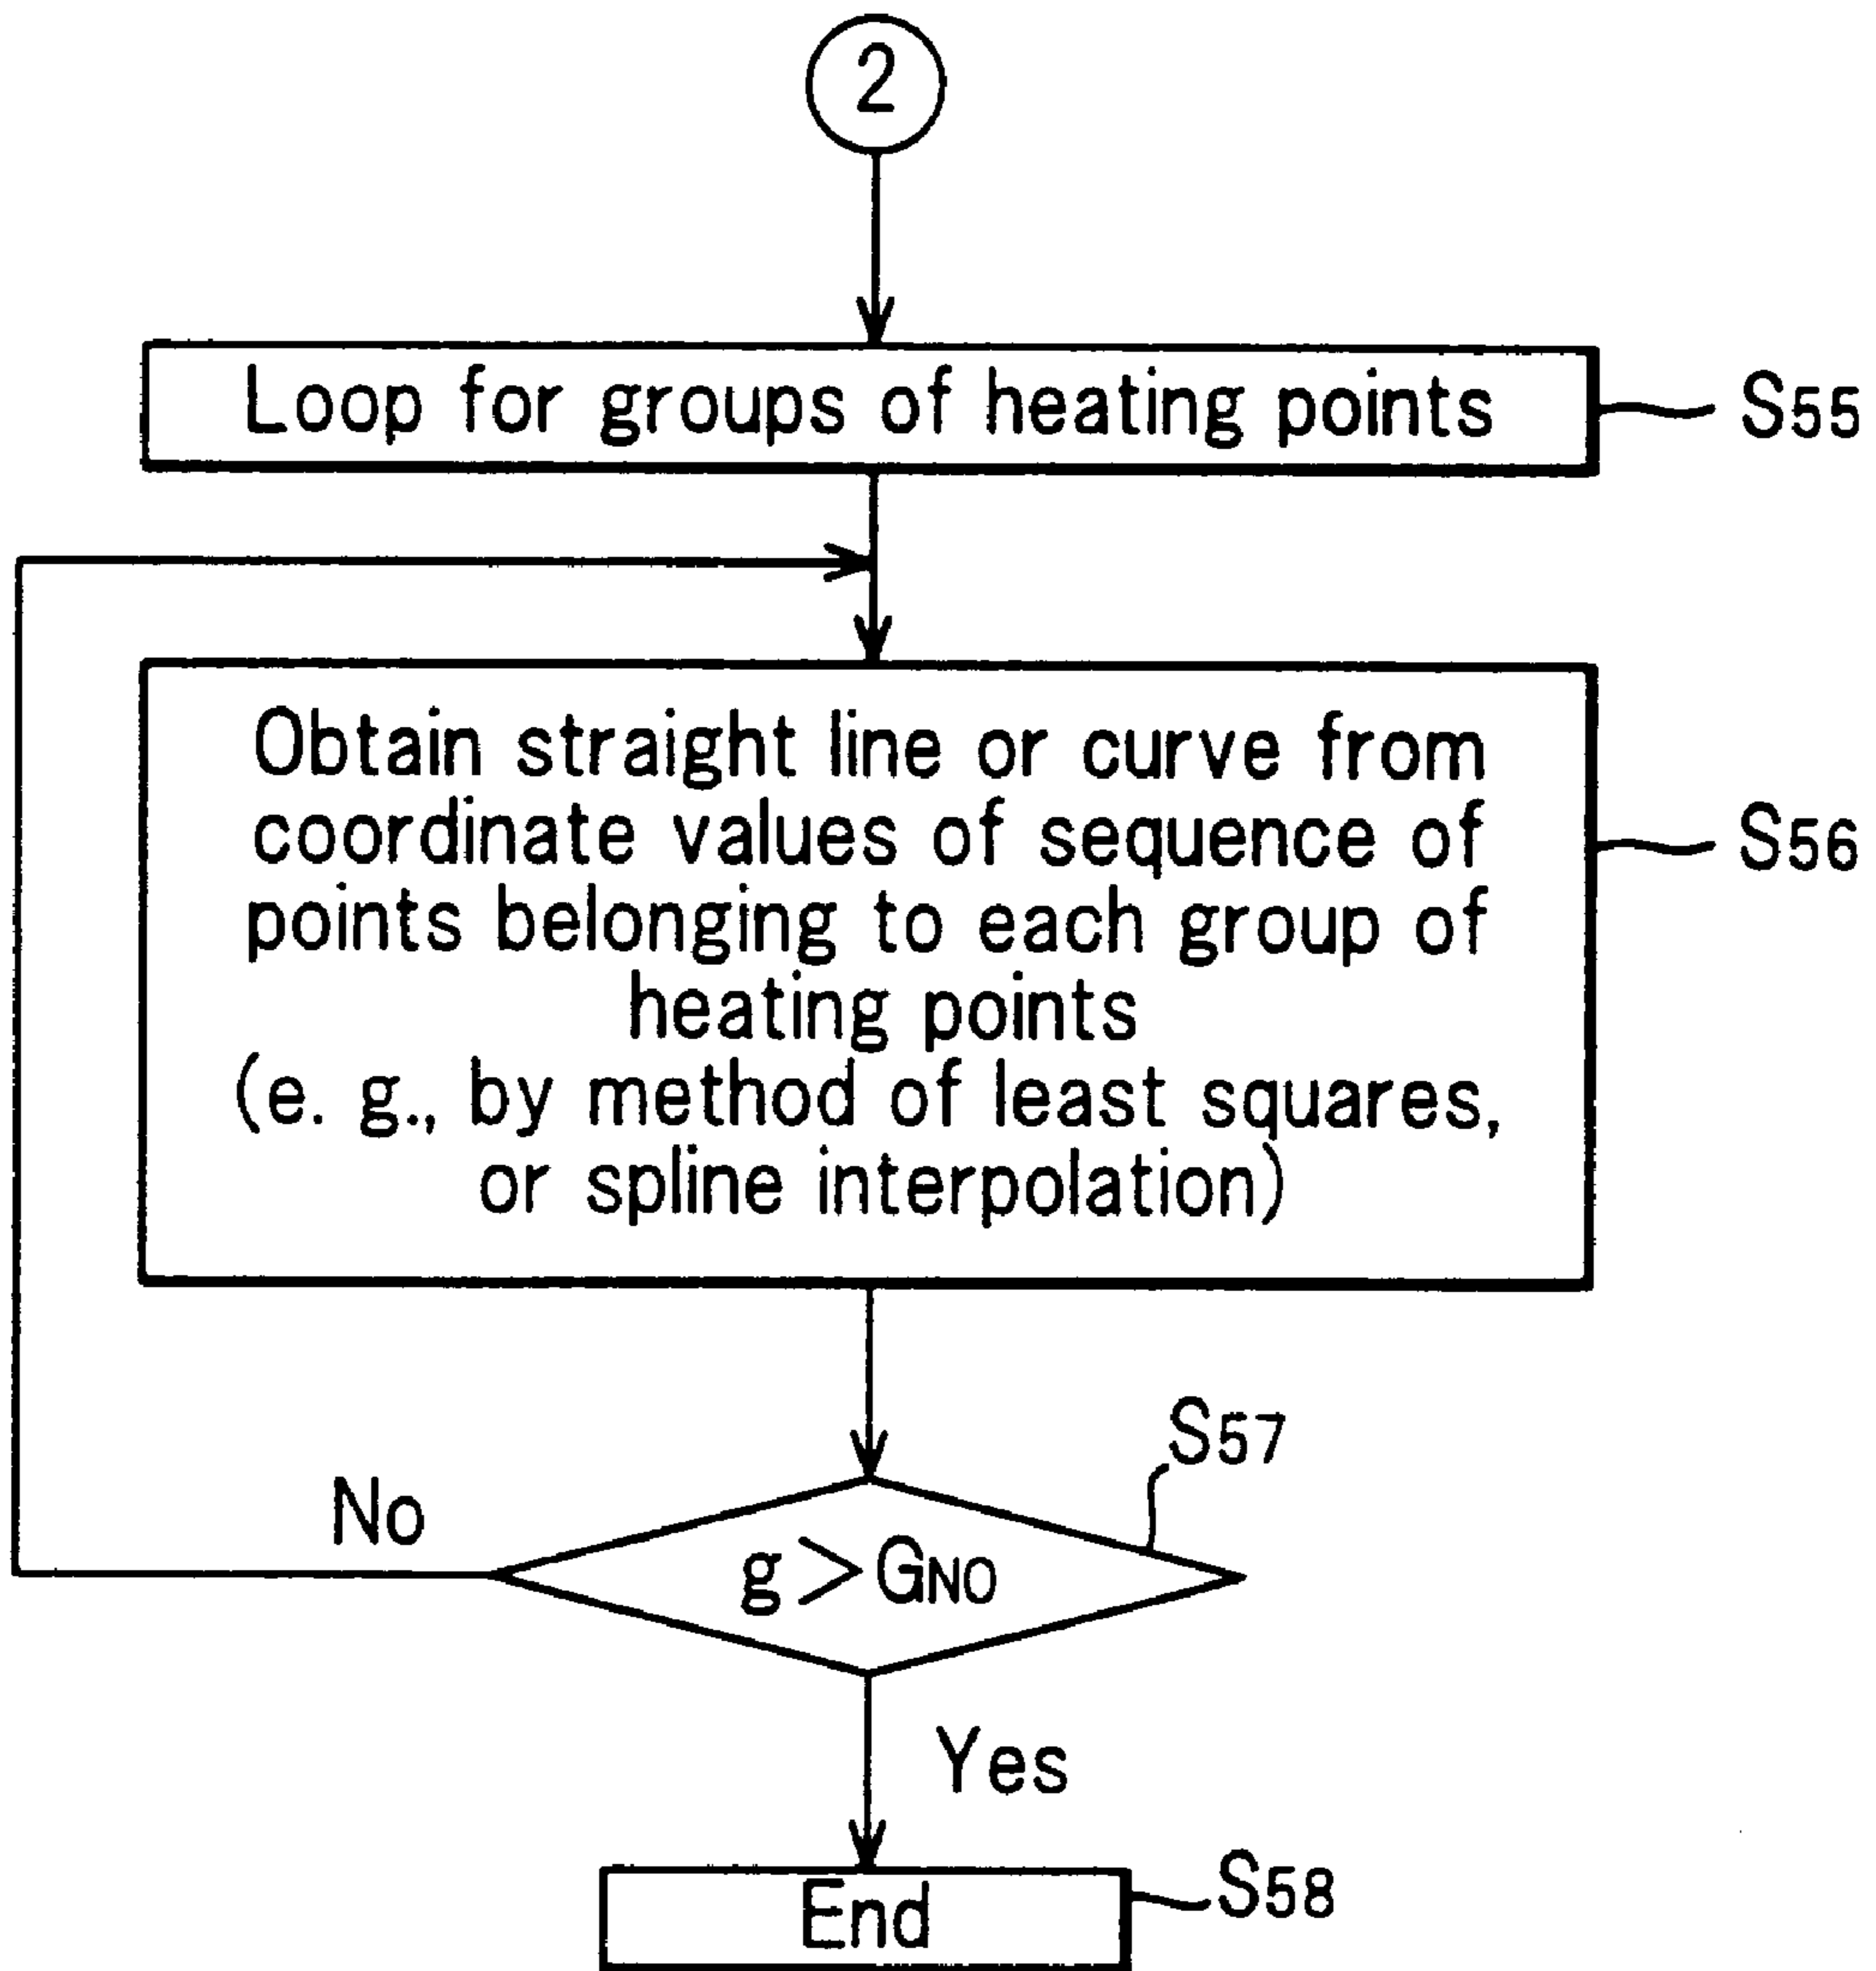 2
Loop for groups of heating points
S55
Obtain straight line or curve from
coordinate values of sequence of
points belonging to each group of
heating points
(e. g., by method of least squares,
or spline interpolation)
S56
S57
No
g>GNO
Yes
End
S58